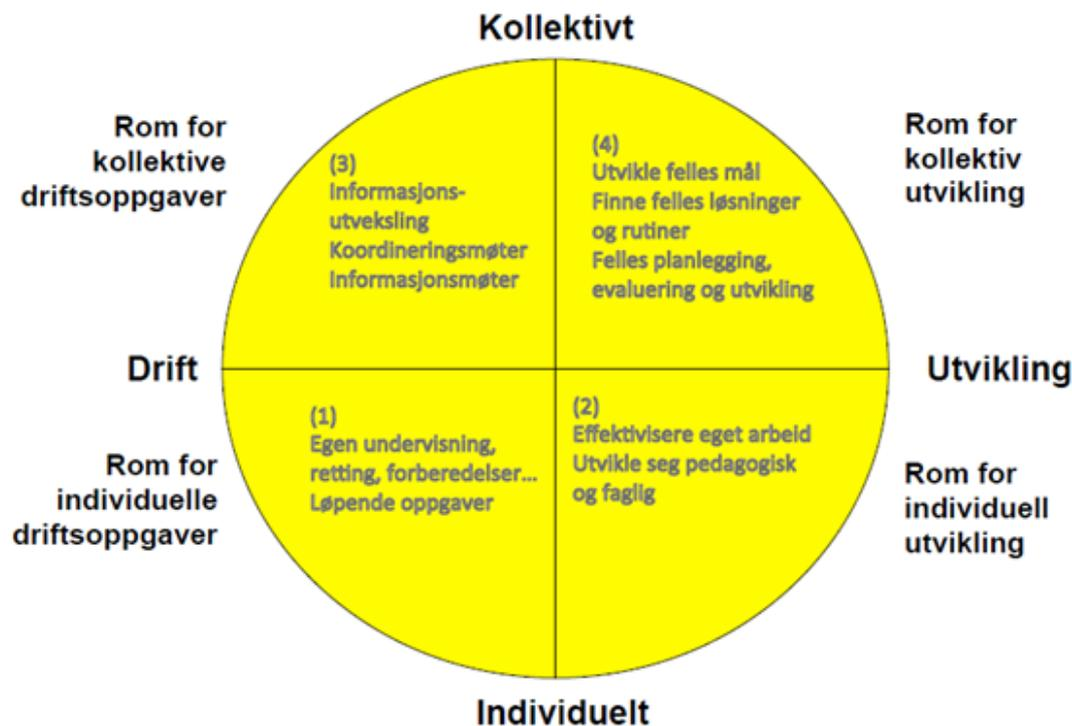 Kollektivt
Rom for
kollektive
driftsoppgaver
(3)
Informasjons-
utveksling
Koordineringsmøter
Informasjonsmøter
(4)
Utvikle felles mål
Finne felles løsninger
og rutiner
Felles planlegging,
evaluering og utvikling
Rom for
kollektiv
utvikling
Drift
Utvikling
Rom for
individuelle
driftsoppgaver
(1)
Egen undervisning,
retting, forberedelser...
Løpende oppgaver
(2)
Effektivisere eget arbeid
Utvikle seg pedagogisk
og faglig
Rom for
individuell
utvikling
Individuelt